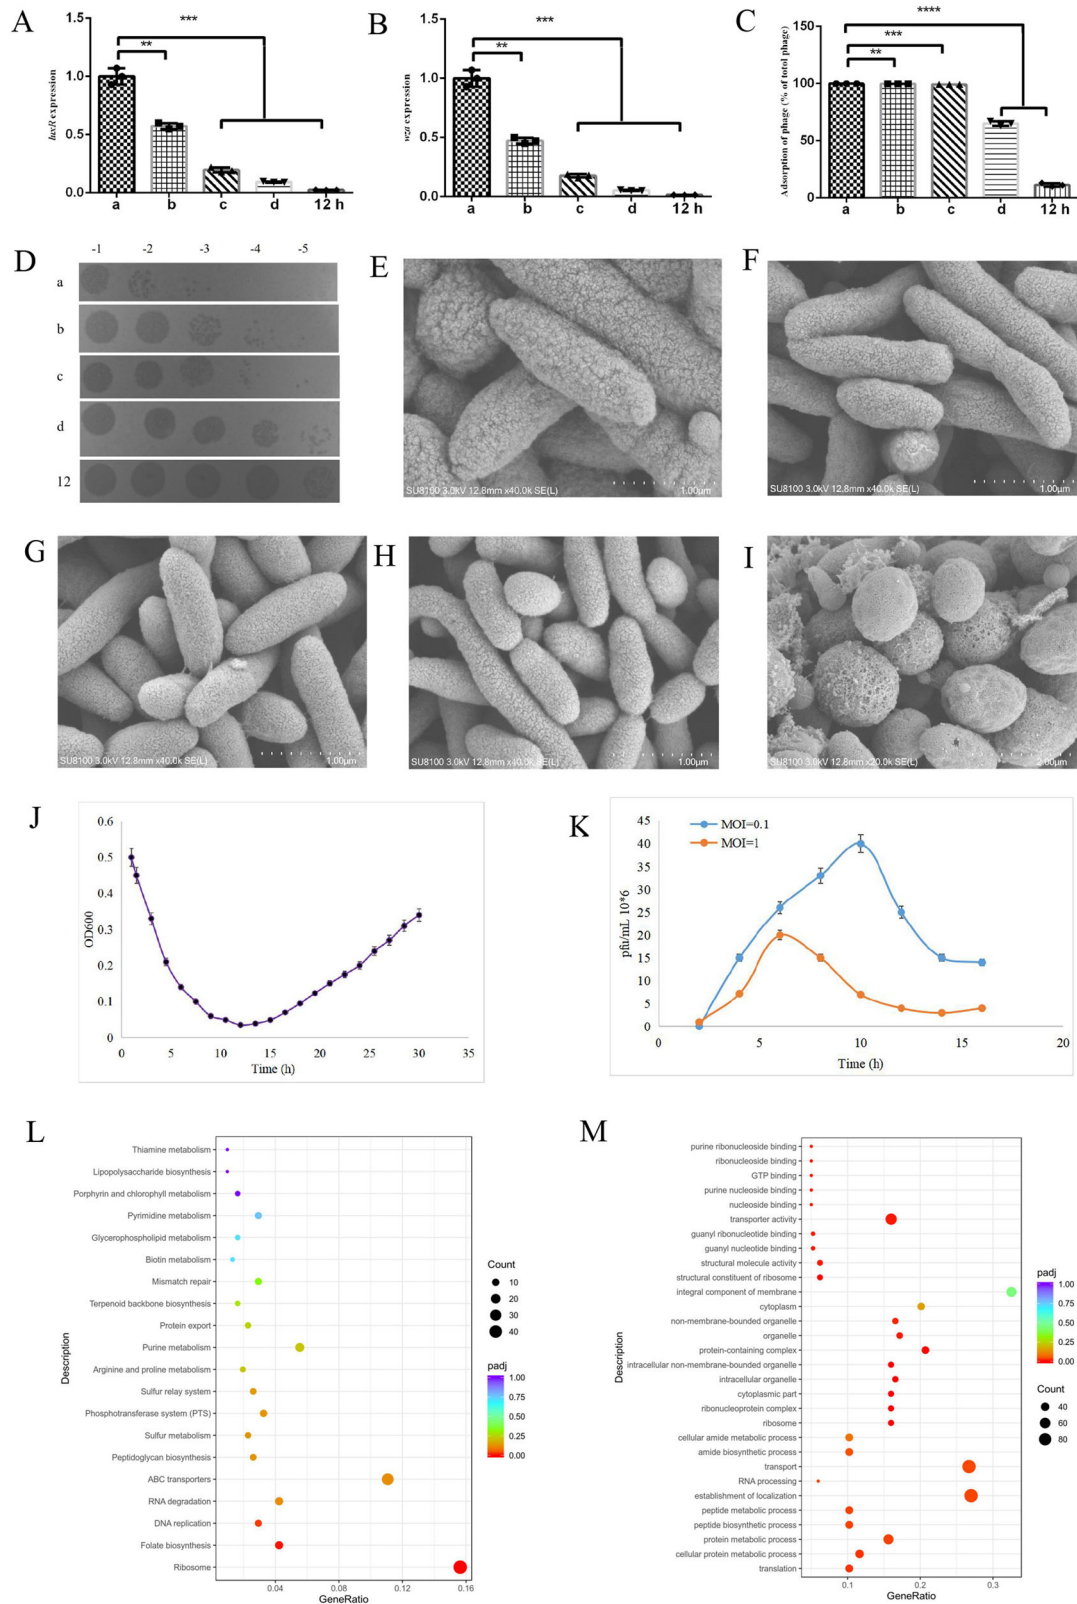 A
1.5
1.0
0.5
0.0
luxR expression
**
***
a
b
c
d
12 h
B
1.5
1.0
0.5
0.0
wza expression
**
***
a
b
c
d
12 h
C
150
100
50
0
Adsorption of phage (% of totol phage)
**
***
****
a
b
c
d
12 h
D
-1
-2
-3
-4
-5
a
b
c
d
12
E
SU8100 3.0kV 12.8mm x40.0k SE(L)
1.00μm
F
SU8100 3.0kV 12.8mm x40.0k SE(L)
1.00μm
G
SU8100 3.0kV 12.8mm x40.0k SE(L)
1.00μm
H
SU8100 3.0kV 12.8mm x40.0k SE(L)
1.00μm
I
SU8100 3.0kV 12.8mm x20.0k SE(L)
2.00μm
J
0.6
0.5
0.4
0.3
0.2
0.1
0
OD600
0
5
10
15
20
25
30
35
Time (h)
K
45
40
35
30
25
20
15
10
5
0
pfu/mL 10*6
MOI=0.1
MOI=1
0
5
10
15
20
Time (h)
L
Description
Thiamine metabolism
Lipopolysaccharide biosynthesis
Porphyrin and chlorophyll metabolism
Pyrimidine metabolism
Glycerophospholipid metabolism
Biotin metabolism
Mismatch repair
Terpenoid backbone biosynthesis
Protein export
Purine metabolism
Arginine and proline metabolism
Sulfur relay system
Phosphotransferase system (PTS)
Sulfur metabolism
Peptidoglycan biosynthesis
ABC transporters
RNA degradation
DNA replication
Folate biosynthesis
Ribosome
0.04
0.08
0.12
0.16
GeneRatio
Count
10
20
30
40
padj
1.00
0.75
0.50
0.25
0.00
M
Description
purine ribonucleoside binding
ribonucleoside binding
GTP binding
purine nucleoside binding
nucleoside binding
transporter activity
guanyl ribonucleotide binding
guanyl nucleotide binding
structural molecule activity
structural constituent of ribosome
integral component of membrane
cytoplasm
non-membrane-bounded organelle
organelle
protein-containing complex
intracellular non-membrane-bounded organelle
intracellular organelle
cytoplasmic part
ribonucleoprotein complex
ribosome
cellular amide metabolic process
amide biosynthetic process
transport
RNA processing
establishment of localization
peptide metabolic process
peptide biosynthetic process
protein metabolic process
cellular protein metabolic process
translation
0.1
0.2
0.3
GeneRatio
padj
1.00
0.75
0.50
0.25
0.00
Count
40
60
80